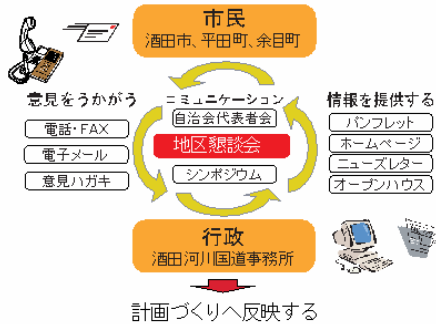 市民
酒田市、平田町、余目町
意見をうかがう
電話・FAX
電子メール
意見ハガキ
コミュニケーション
自治会代表者会
地区懇談会
シンポジウム
情報を提供する
パンフレット
ホームページ
ニューズレター
オープンハウス
行政
酒田河川国道事務所
計画づくりへ反映する